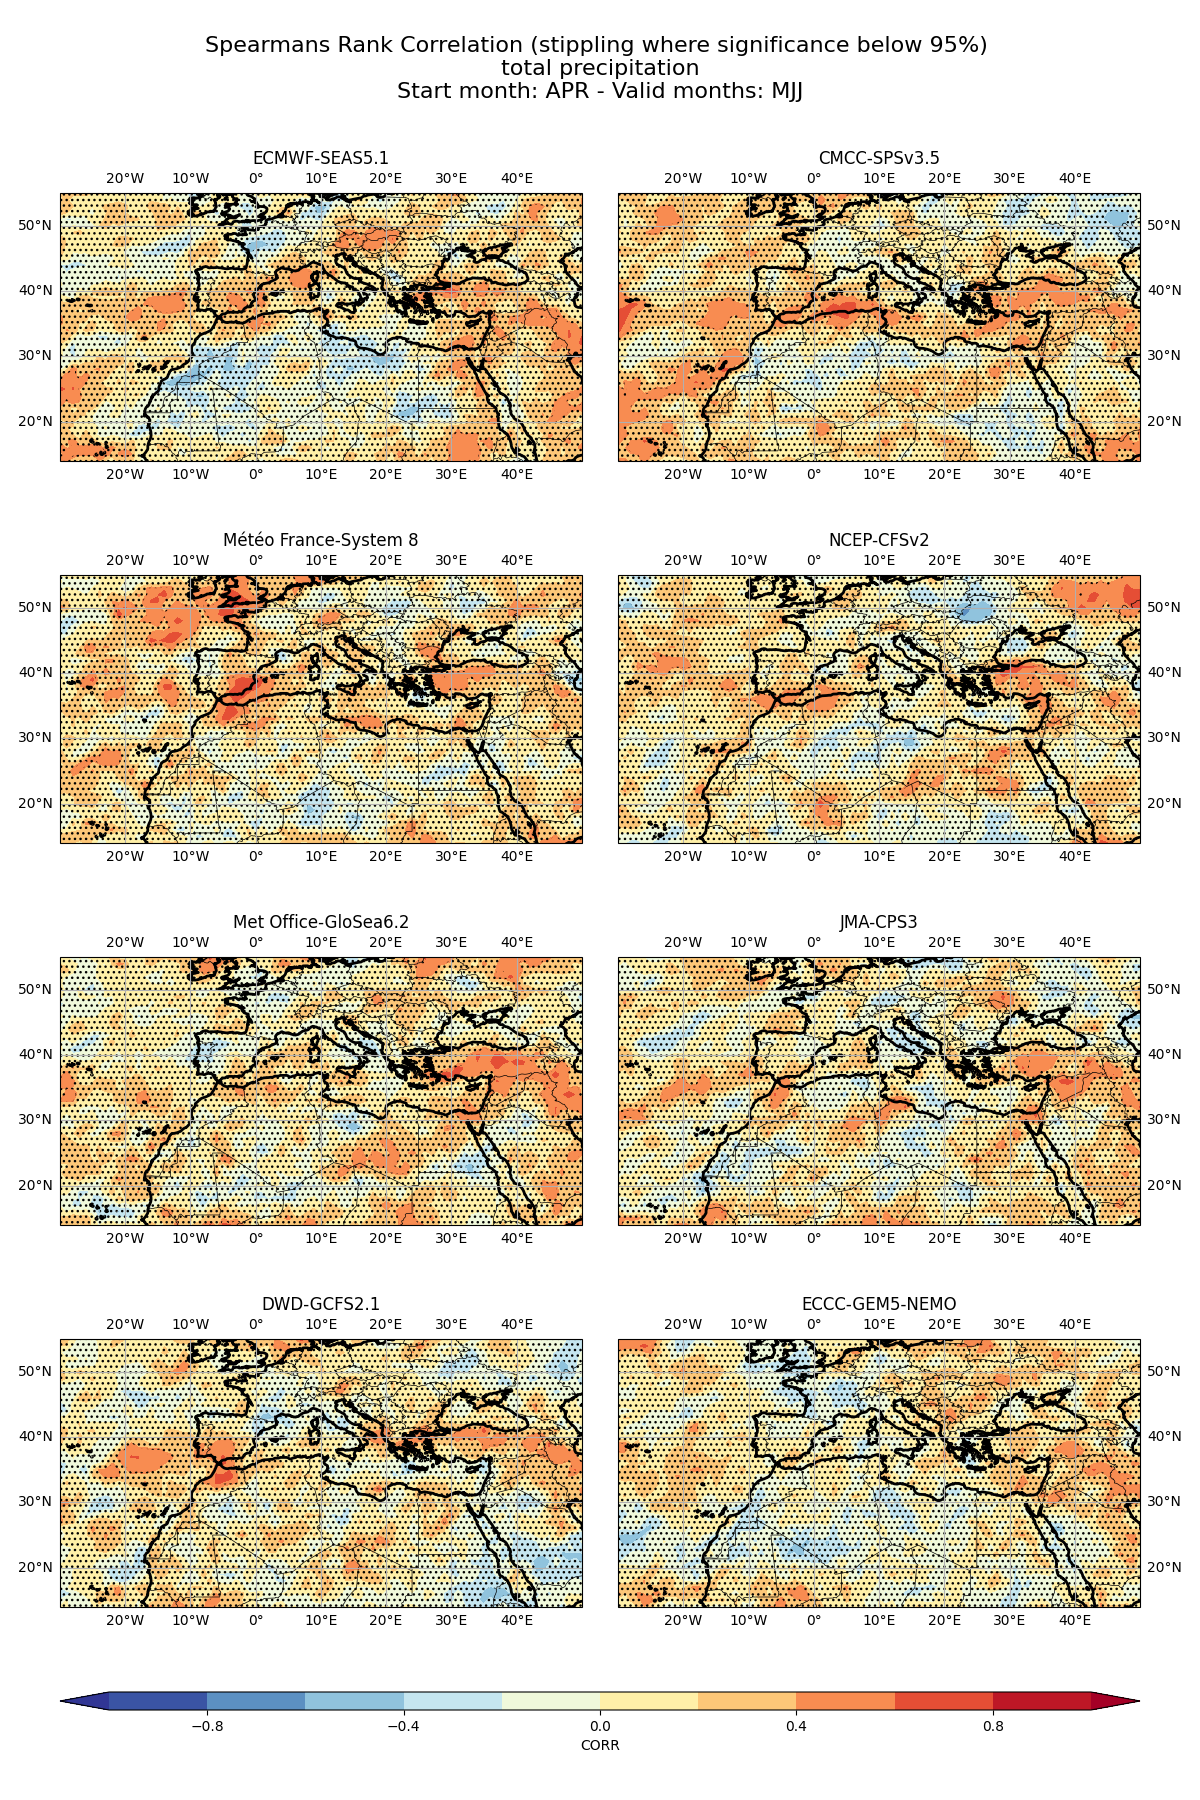 Spearmans Rank Correlation (stippling where significance below 95%)
total precipitation
Start month: APR - Valid months: MJJ
ECMWF-SEAS5.1
20°W 10°W 0° 10°E 20°E 30°E 40°E
50°N
40°N
30°N
20°N
20°W 10°W 0° 10°E 20°E 30°E 40°E
CMCC-SPSv3.5
20°W 10°W 0° 10°E 20°E 30°E 40°E
50°N
40°N
30°N
20°N
20°W 10°W 0° 10°E 20°E 30°E 40°E
Météo France-System 8
20°W 10°W 0° 10°E 20°E 30°E 40°E
50°N
40°N
30°N
20°N
20°W 10°W 0° 10°E 20°E 30°E 40°E
NCEP-CFSv2
20°W 10°W 0° 10°E 20°E 30°E 40°E
50°N
40°N
30°N
20°N
20°W 10°W 0° 10°E 20°E 30°E 40°E
Met Office-GloSea6.2
20°W 10°W 0° 10°E 20°E 30°E 40°E
50°N
40°N
30°N
20°N
20°W 10°W 0° 10°E 20°E 30°E 40°E
JMA-CPS3
20°W 10°W 0° 10°E 20°E 30°E 40°E
50°N
40°N
30°N
20°N
20°W 10°W 0° 10°E 20°E 30°E 40°E
DWD-GCFS2.1
20°W 10°W 0° 10°E 20°E 30°E 40°E
50°N
40°N
30°N
20°N
20°W 10°W 0° 10°E 20°E 30°E 40°E
ECCC-GEM5-NEMO
20°W 10°W 0° 10°E 20°E 30°E 40°E
50°N
40°N
30°N
20°N
20°W 10°W 0° 10°E 20°E 30°E 40°E
−0.8 −0.4 0.0 0.4 0.8
CORR